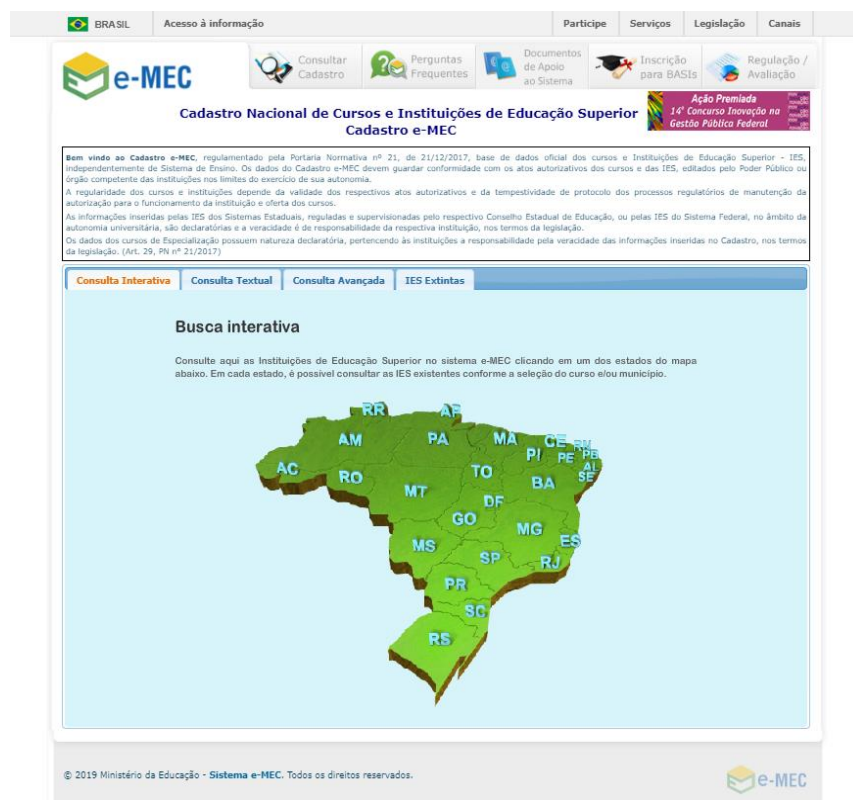 BRASIL Acesso à informação Participe Serviços Legislação Canais
e-MEC
Consultar Cadastro
Perguntas Frequentes
Documentos de Apoio ao Sistema
Inscrição para BASIs
Regulação / Avaliação
Cadastro Nacional de Cursos e Instituições de Educação Superior
Cadastro e-MEC
Ação Premiada
14º Concurso Inovação na
Gestão Pública Federal
Bem vindo ao Cadastro e-MEC, regulamentado pela Portaria Normativa nº 21, de 21/12/2017, base de dados oficial dos cursos e Instituições de Educação Superior - IES,
independentemente de Sistema de Ensino. Os dados do Cadastro e-MEC devem guardar conformidade com os atos autorizativos dos cursos e das IES, editados pelo Poder Público ou
órgão competente das instituições nos limites do exercício de sua autonomia.
A regularidade dos cursos e instituições depende da validade dos respectivos atos autorizativos e da tempestividade de protocolo dos processos regulatórios de manutenção da
autorização para o funcionamento da instituição e oferta dos cursos.
As informações inseridas pelas IES dos Sistemas Estaduais, reguladas e supervisionadas pelo respectivo Conselho Estadual de Educação, ou pelas IES do Sistema Federal, no âmbito da
autonomia universitária, são declaratórias e a veracidade é de responsabilidade da respectiva instituição, nos termos da legislação.
Os dados dos cursos de Especialização possuem natureza declaratória, pertencendo às instituições a responsabilidade pela veracidade das informações inseridas no Cadastro, nos termos
da legislação. (Art. 29, PN nº 21/2017)
Consulta Interativa Consulta Textual Consulta Avançada IES Extintas
Busca interativa
Consulte aqui as Instituições de Educação Superior no sistema e-MEC clicando em um dos estados do mapa
abaixo. Em cada estado, é possível consultar as IES existentes conforme a seleção do curso e/ou município.
RR AP
AM PA MA CE RN
PI PE PB
AC RO TO AL
MT BA SE
DF
GO MG
MS ES
SP RJ
PR
SC
RS
© 2019 Ministério da Educação - Sistema e-MEC. Todos os direitos reservados.
e-MEC